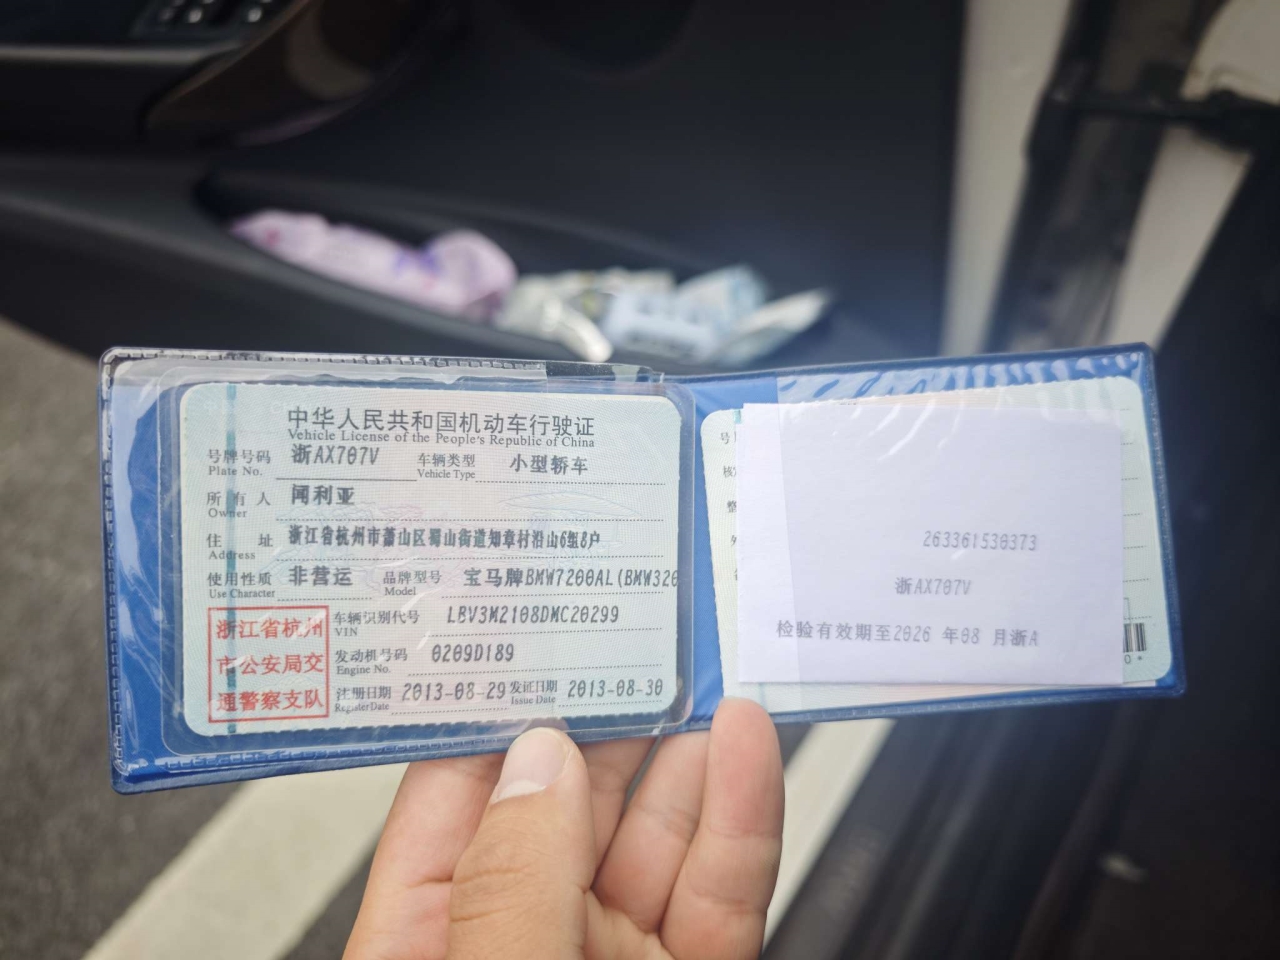 中华人民共和国机动车行驶证
Vehicle License of the People's Republic of China
号牌号码 浙AX707V 车辆类型 小型轿车
Plate No. Vehicle Type
所有人 闻利亚
Owner
住址 浙江省杭州市萧山区蜀山街道知章村沿山6组8户
Address
使用性质 非营运 品牌型号 宝马牌BMW7200AL(BMW320
Use Character Model
浙江省杭州
市公安局交
通警察支队
车辆识别代号 LBV3M2108DMC20299
VIN
发动机号码 0209D189
Engine No.
注册日期 2013-08-29 发证日期 2013-08-30
Register Date Issue Date
号
核
整
263361530373
浙AX707V
检验有效期至2026 年08 月浙A